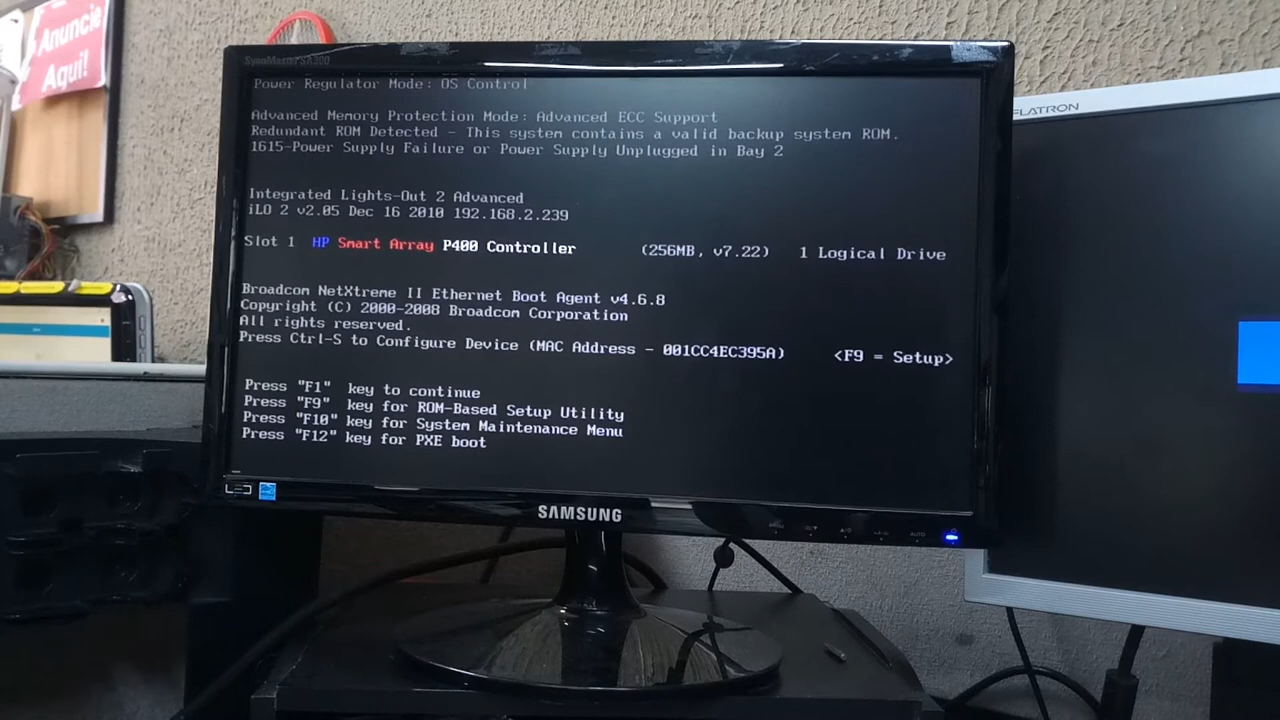 Anuncie
Aqui!
SyncMaster SA300
FLATRON
Power Regulator Mode: OS Control
Advanced Memory Protection Mode: Advanced ECC Support
Redundant ROM Detected - This system contains a valid backup system ROM.
1615-Power Supply Failure or Power Supply Unplugged in Bay 2
Integrated Lights-Out 2 Advanced
iLO 2 v2.05 Dec 16 2010 192.168.2.239
Slot 1 HP Smart Array P400 Controller (256MB, v7.22) 1 Logical Drive
Broadcom NetXtreme II Ethernet Boot Agent v4.6.8
Copyright (C) 2000-2008 Broadcom Corporation
All rights reserved.
Press Ctrl-S to Configure Device (MAC Address - 001CC4EC395A) <F9 = Setup>
Press "F1" key to continue
Press "F9" key for ROM-Based Setup Utility
Press "F10" key for System Maintenance Menu
Press "F12" key for PXE boot
SAMSUNG
AUTO